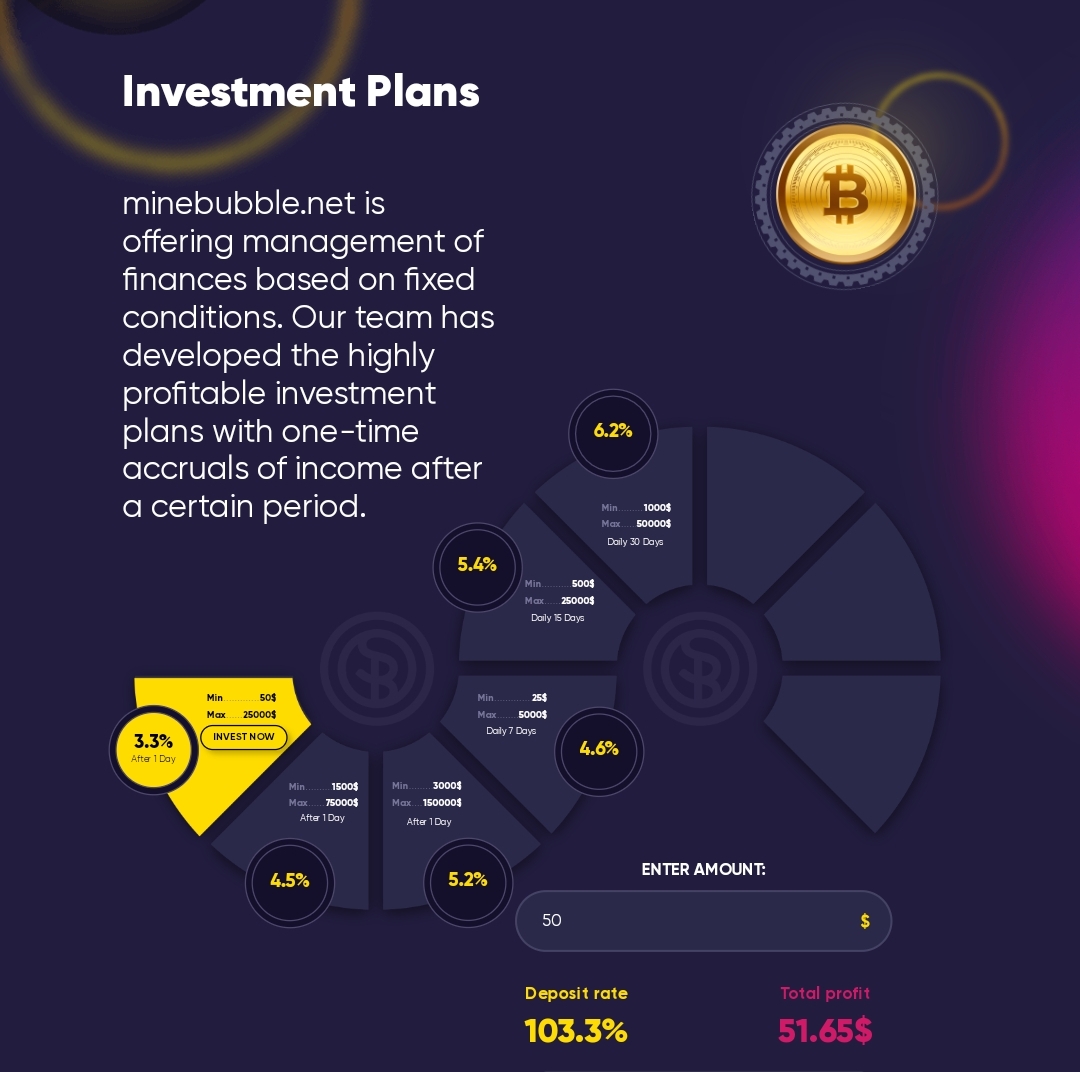 Investment Plans
minebubble.net is
offering management of
finances based on fixed
conditions. Our team has
developed the highly
profitable investment
plans with one-time
accruals of income after
a certain period.
6.2%
Min.........1000$
Max.....50000$
Daily 30 Days
5.4%
Min...........500$
Max......25000$
Daily 15 Days
Min............50$
Max......25000$
INVEST NOW
3.3%
After 1 Day
Min.............25$
Max.......5000$
Daily 7 Days
4.6%
Min.........1500$
Max......75000$
After 1 Day
4.5%
Min.........3000$
Max....150000$
After 1 Day
5.2%
ENTER AMOUNT:
50 $
Deposit rate Total profit
103.3% 51.65$